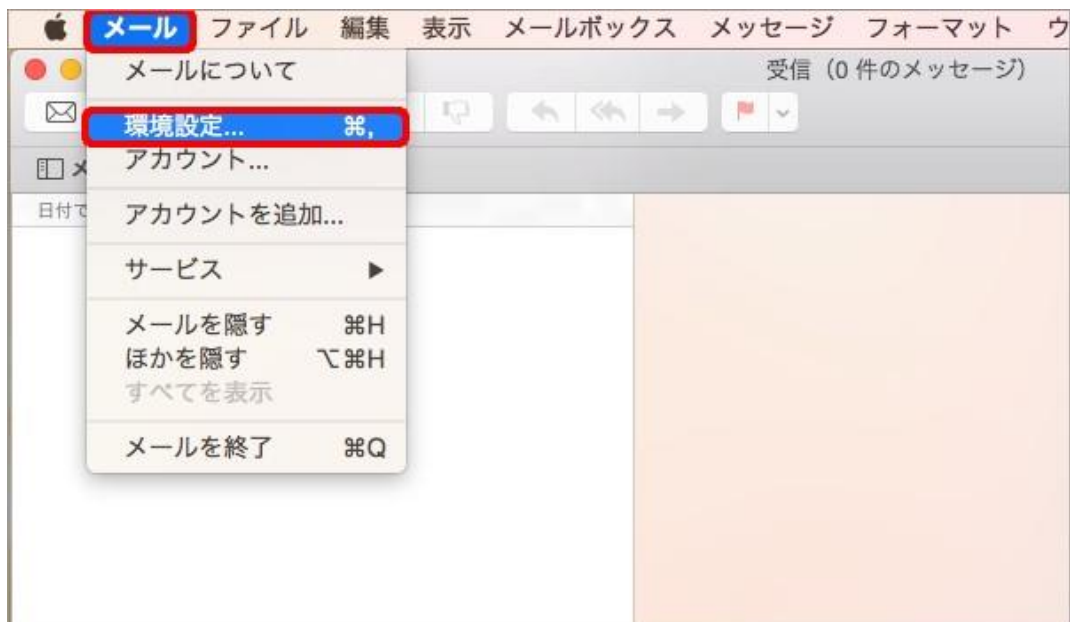 メール ファイル 編集 表示 メールボックス メッセージ フォーマット ウ
メールについて
受信（0 件のメッセージ）
環境設定... ⌘,
アカウント...
日付で
アカウントを追加...
サービス ▶
メールを隠す ⌘H
ほかを隠す ⌥⌘H
すべてを表示
メールを終了 ⌘Q